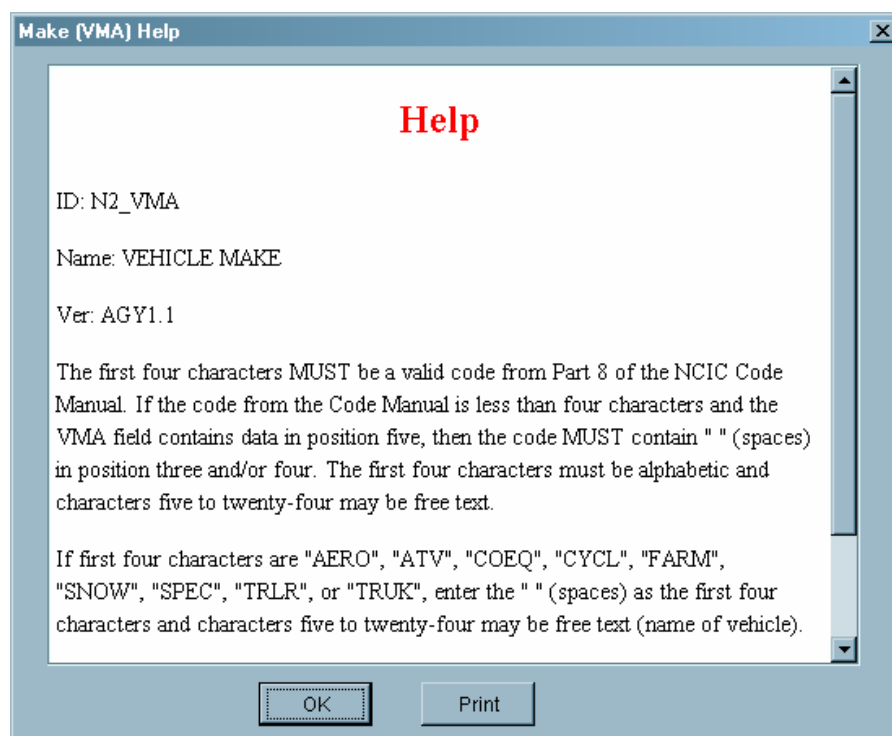 Make (VMA) Help
Help
ID: N2_VMA
Name: VEHICLE MAKE
Ver: AGY1.1
The first four characters MUST be a valid code from Part 8 of the NCIC Code
Manual. If the code from the Code Manual is less than four characters and the
VMA field contains data in position five, then the code MUST contain " " (spaces)
in position three and/or four. The first four characters must be alphabetic and
characters five to twenty-four may be free text.
If first four characters are "AERO", "ATV", "COEQ", "CYCL", "FARM",
"SNOW", "SPEC", "TRLR", or "TRUK", enter the " " (spaces) as the first four
characters and characters five to twenty-four may be free text (name of vehicle).
OK
Print